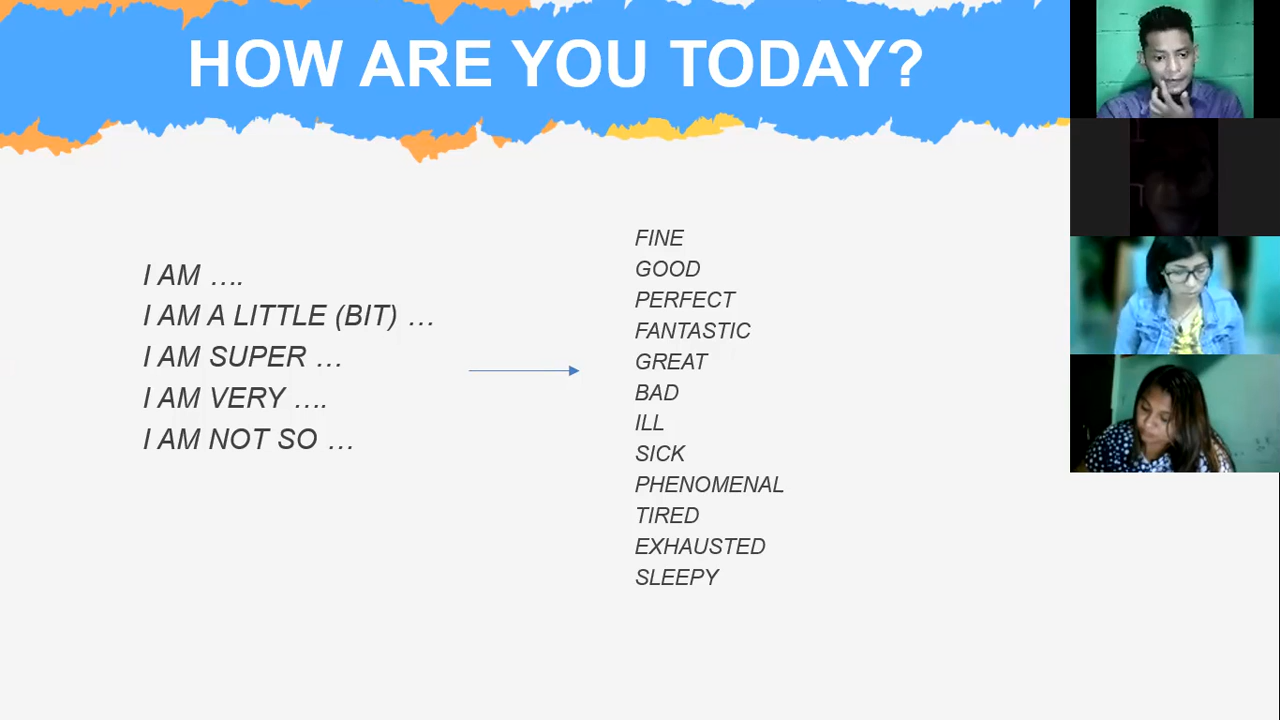 HOW ARE YOU TODAY?
I AM ….
I AM A LITTLE (BIT) …
I AM SUPER …
I AM VERY ….
I AM NOT SO …
FINE
GOOD
PERFECT
FANTASTIC
GREAT
BAD
ILL
SICK
PHENOMENAL
TIRED
EXHAUSTED
SLEEPY